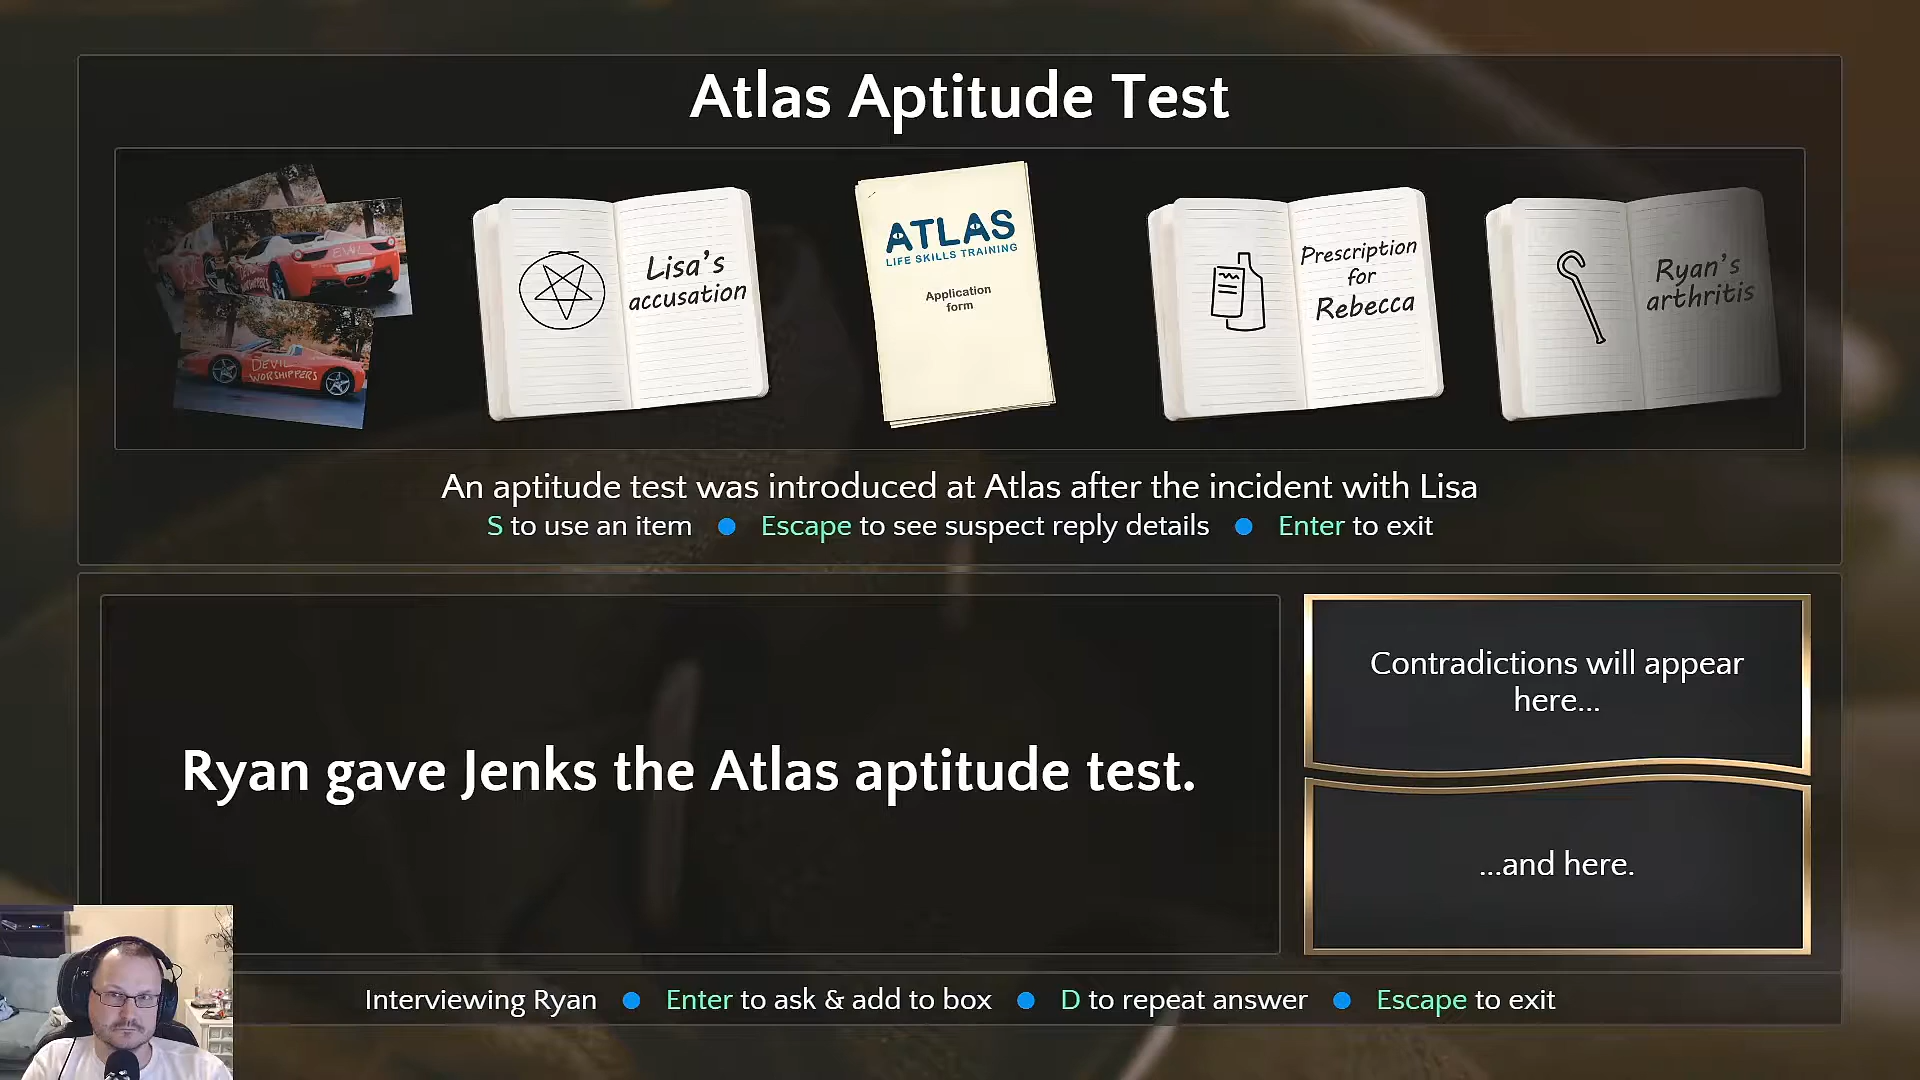 Atlas Aptitude Test
EVIL
DEVIL
WORSHIPPERS
Lisa's
accusation
ATLAS
LIFE SKILLS TRAINING
Application
form
Prescription
for
Rebecca
Ryan's
arthritis
An aptitude test was introduced at Atlas after the incident with Lisa
S to use an item
Escape to see suspect reply details
Enter to exit
Ryan gave Jenks the Atlas aptitude test.
Contradictions will appear
here...
...and here.
Interviewing Ryan
Enter to ask & add to box
D to repeat answer
Escape to exit